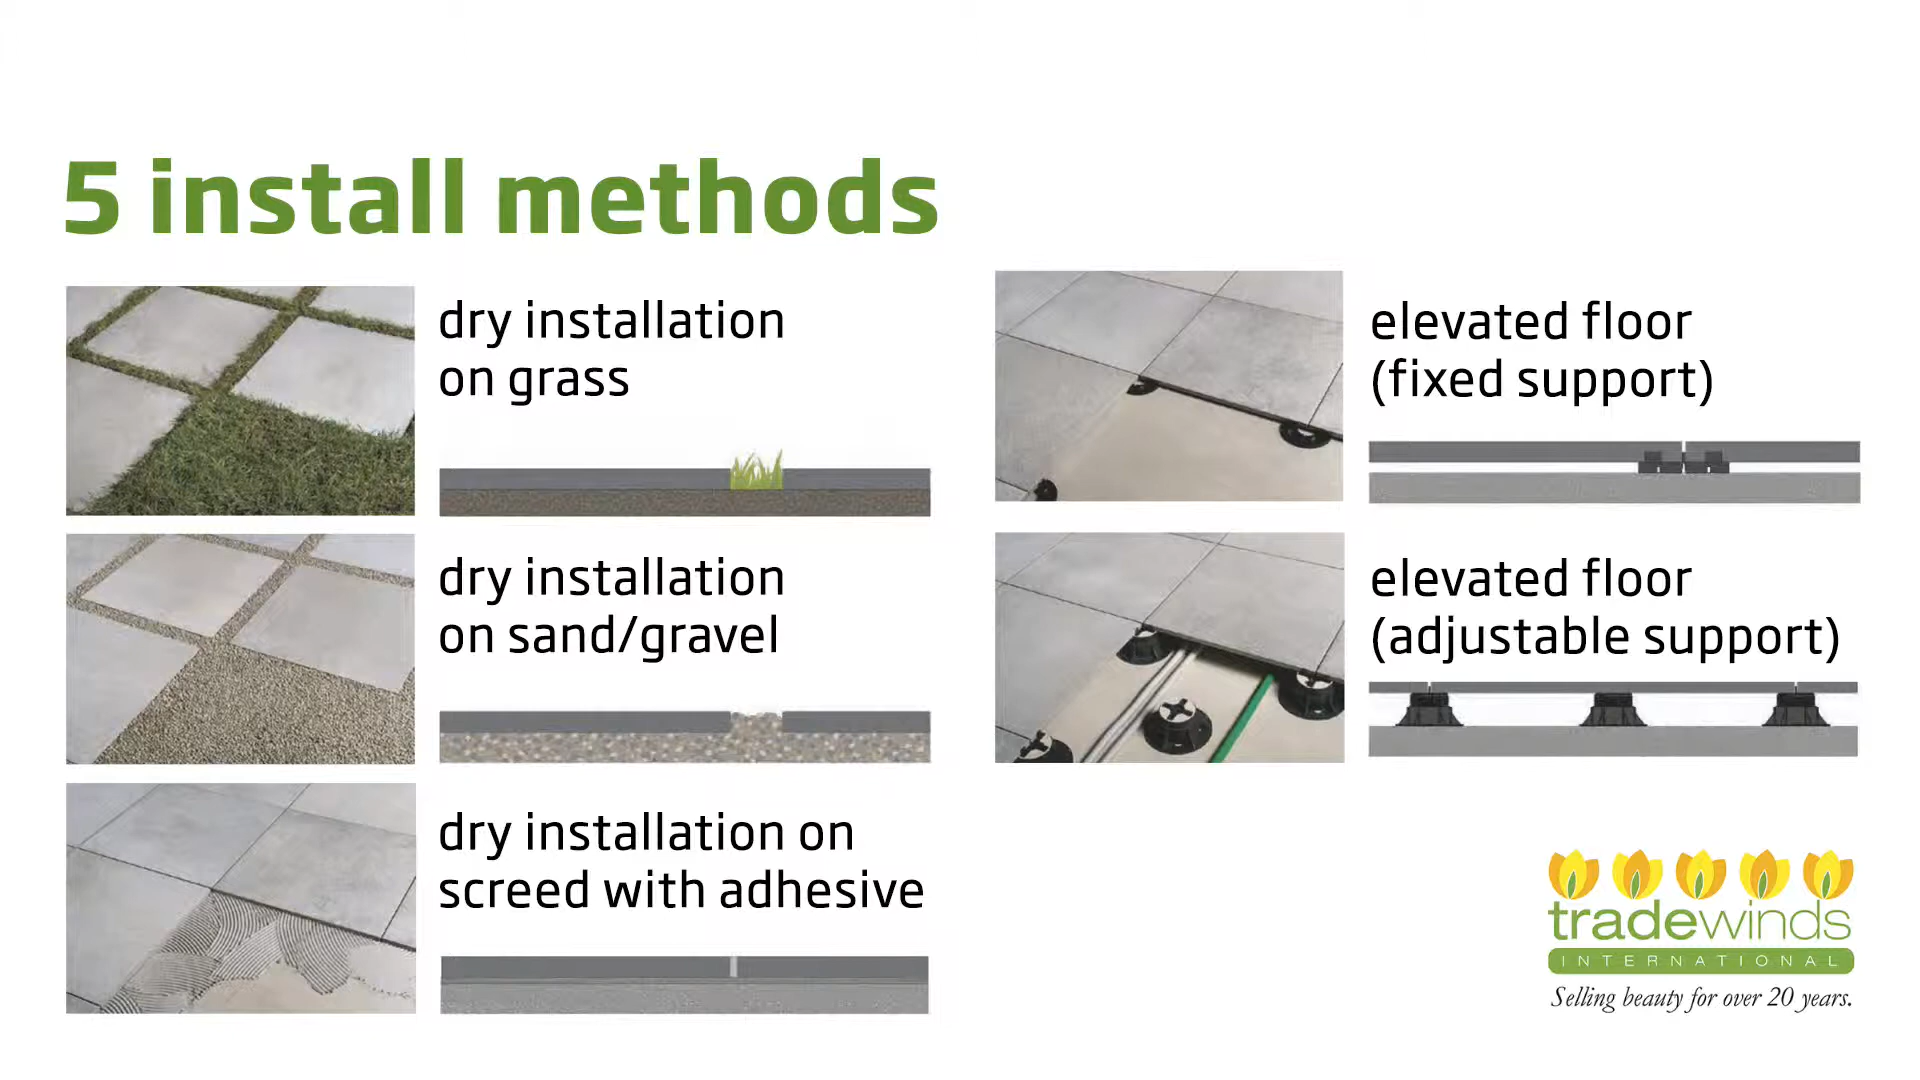 5 install methods
dry installation
on grass
dry installation
on sand/gravel
dry installation on
screed with adhesive
elevated floor
(fixed support)
elevated floor
(adjustable support)
tradewinds
INTERNATIONAL
Selling beauty for over 20 years.